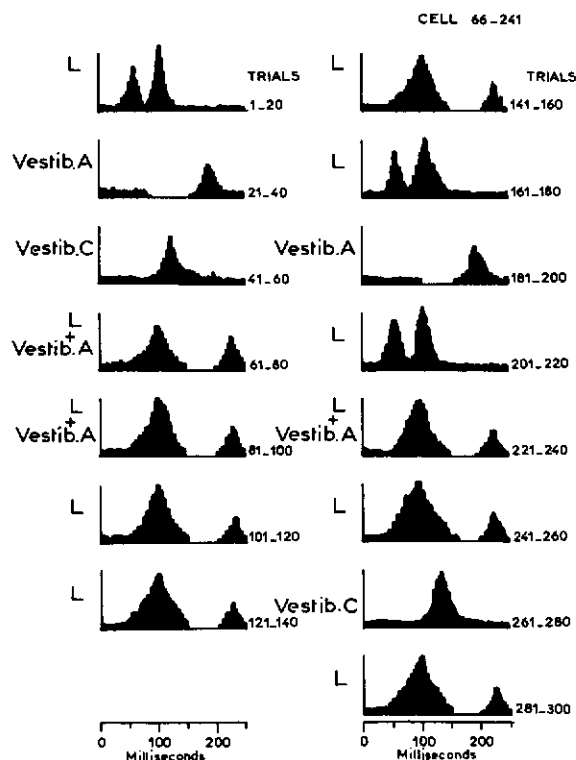 CELL 66-241
L
TRIALS
1-20
Vestib.A
21-40
Vestib.C
41-60
L
+
Vestib.A
61-80
L
+
Vestib.A
81-100
L
101-120
L
121-140
0 100 200
Milliseconds
L
TRIALS
141-160
L
161-180
Vestib.A
181-200
L
201-220
L
+
Vestib.A
221-240
L
241-260
Vestib.C
261-280
L
281-300
0 100 200
Milliseconds